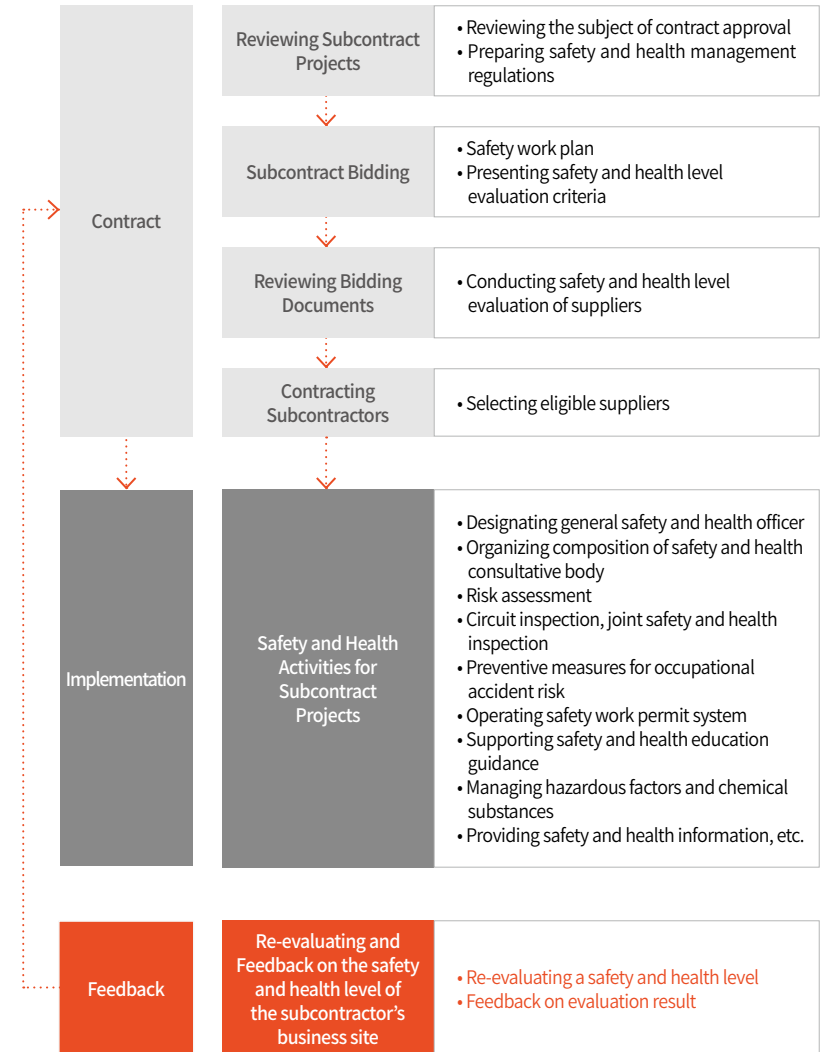 Contract
Reviewing Subcontract
Projects
• Reviewing the subject of contract approval
• Preparing safety and health management
regulations
Subcontract Bidding
• Safety work plan
• Presenting safety and health level
evaluation criteria
Reviewing Bidding
Documents
• Conducting safety and health level
evaluation of suppliers
Contracting
Subcontractors
• Selecting eligible suppliers
Implementation
Safety and Health
Activities for
Subcontract
Projects
• Designating general safety and health officer
• Organizing composition of safety and health
consultative body
• Risk assessment
• Circuit inspection, joint safety and health
inspection
• Preventive measures for occupational
accident risk
• Operating safety work permit system
• Supporting safety and health education
guidance
• Managing hazardous factors and chemical
substances
• Providing safety and health information, etc.
Feedback
Re-evaluating and
Feedback on the safety
and health level of
the subcontractor's
business site
• Re-evaluating a safety and health level
• Feedback on evaluation result